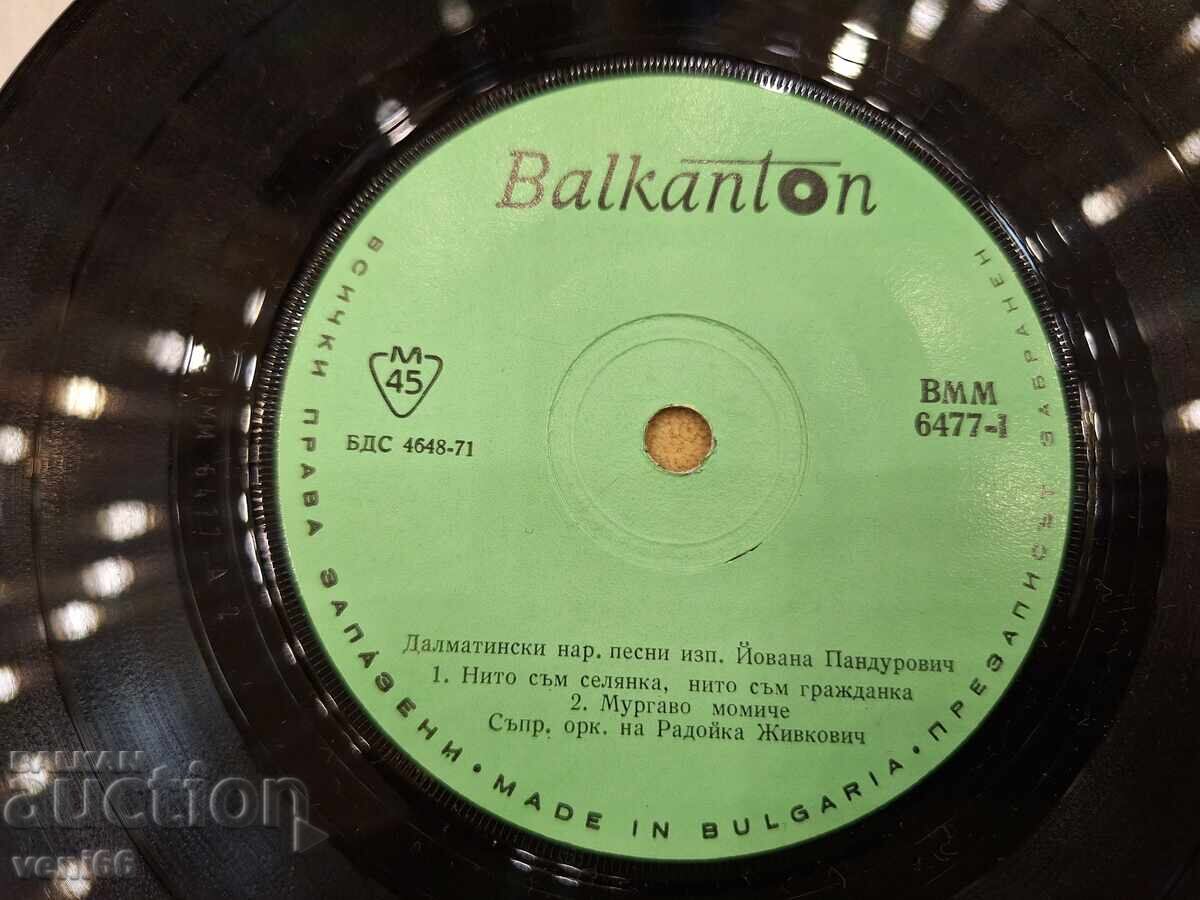 Balkanton
ВСИЧКИ ПРАВА ЗАПАЗЕНИ • MADE IN BULGARIA • ПРЕЗАПИСЪТ ЗАБРАНЕН
M
45
БДС 4648-71
ВММ
6477-1
Далматински нар. песни изп. Йована Пандурович
1. Нито съм селянка, нито съм гражданка
2. Мургаво момиче
Съпр. орк. на Радойка Живкович
BALKAN
auction
veni66